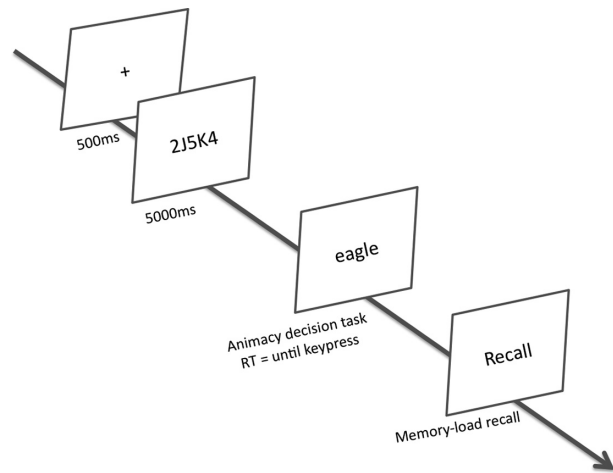 +
500ms
2J5K4
5000ms
eagle
Animacy decision task
RT = until keypress
Recall
Memory-load recall